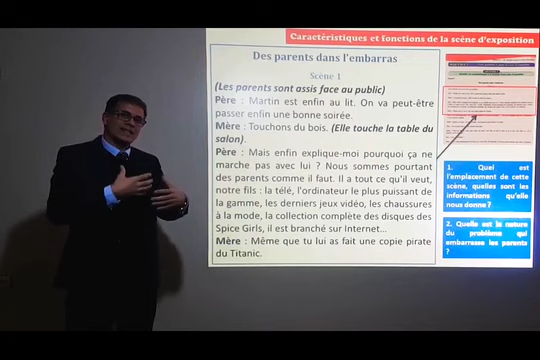 Caractéristiques et fonctions de la scène d'exposition
Des parents dans l'embarras
Scène 1
(Les parents sont assis face au public)
Père : Martin est enfin au lit. On va peut-être
passer enfin une bonne soirée.
Mère : Touchons du bois. (Elle touche la table du
salon).
Père : Mais enfin explique-moi pourquoi ça ne
marche pas avec lui ? Nous sommes pourtant
des parents comme il faut. Il a tout ce qu'il veut,
notre fils : la télé, l'ordinateur le plus puissant de
la gamme, les derniers jeux vidéo, les chaussures
à la mode, la collection complète des disques des
Spice Girls, il est branché sur Internet...
Mère : Même que tu lui as fait une copie pirate
du Titanic.
1. Quel est
l'emplacement de cette
scène, quelles sont les
informations qu'elle
nous donne ?
2. Quelle est la nature
du problème qui
embarrasse les parents
?